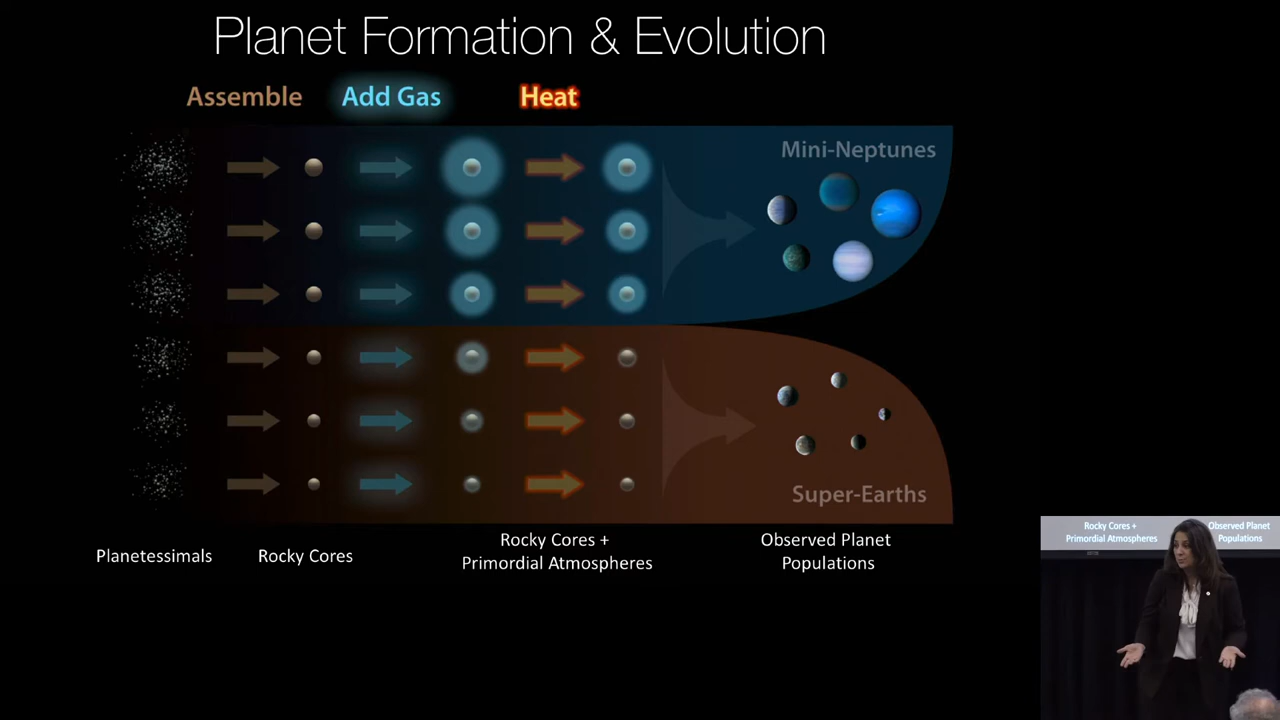 Planet Formation & Evolution
Assemble
Add Gas
Heat
Mini-Neptunes
Super-Earths
Planetessimals
Rocky Cores
Rocky Cores +
Primordial Atmospheres
Observed Planet
Populations
Rocky Cores +
Primordial Atmospheres
Observed Planet
Populations